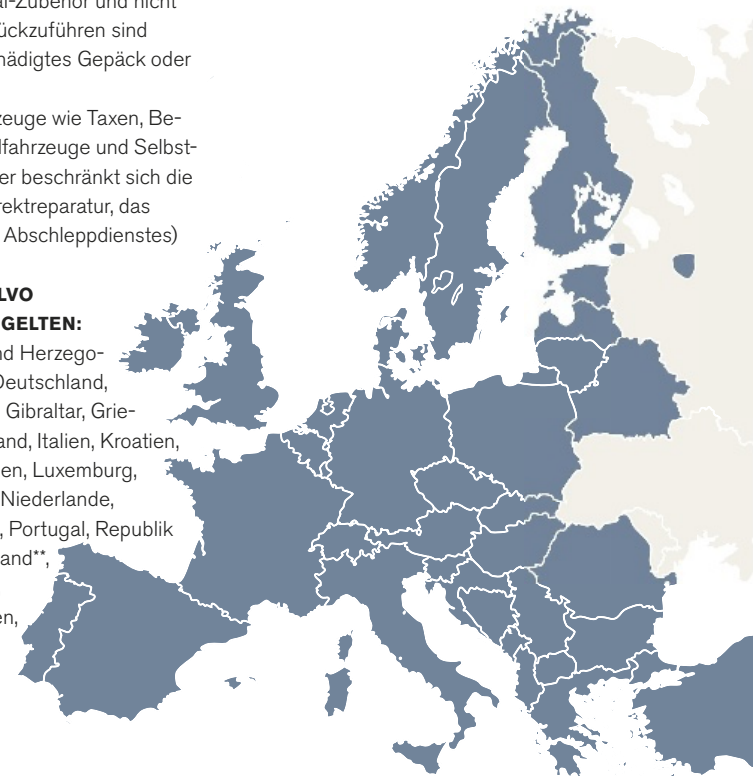 al-Zubehör und nicht
ückzuführen sind
hädigtes Gepäck oder
zeuge wie Taxen, Be-
lfahrzeuge und Selbst-
er beschränkt sich die
rektreparatur, das
Abschleppdienstes)
LVO
GELTEN:
nd Herzego-
Deutschland,
Gibraltar, Grie-
and, Italien, Kroatien,
en, Luxemburg,
Niederlande,
, Portugal, Republik
and**,
en,